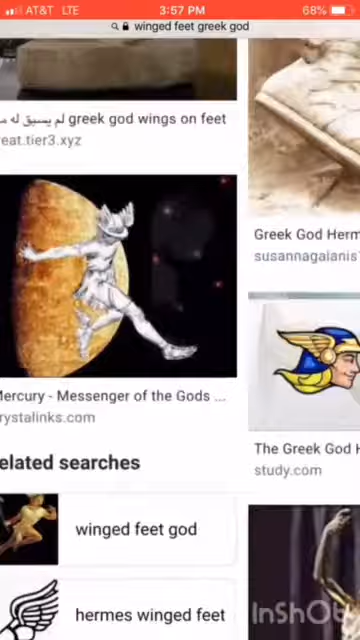 AT&T LTE 3:57 PM 68%
winged feet greek god
لم يسبق له مـ greek god wings on feet
eat.tier3.xyz
Greek God Herm
susannagalanis
Mercury - Messenger of the Gods ...
rystalinks.com
The Greek God H
study.com
elated searches
winged feet god
hermes winged feet
InShOt